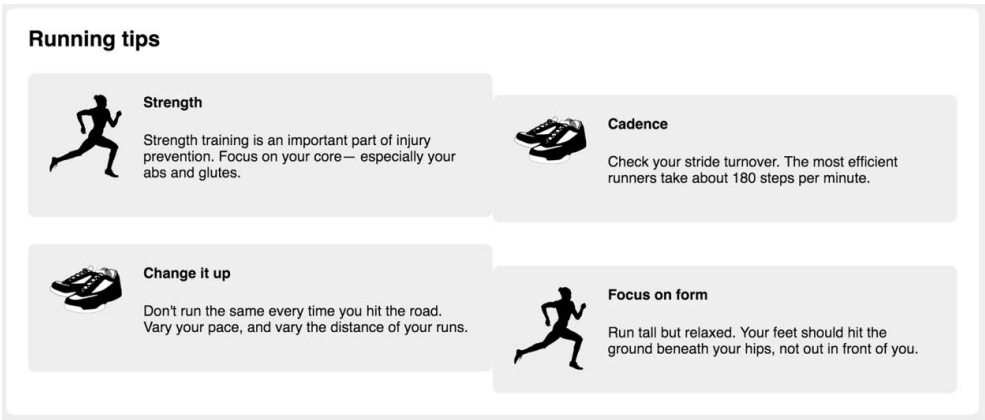 Running tips
Strength
Strength training is an important part of injury
prevention. Focus on your core— especially your
abs and glutes.
Cadence
Check your stride turnover. The most efficient
runners take about 180 steps per minute.
Change it up
Don't run the same every time you hit the road.
Vary your pace, and vary the distance of your runs.
Focus on form
Run tall but relaxed. Your feet should hit the
ground beneath your hips, not out in front of you.